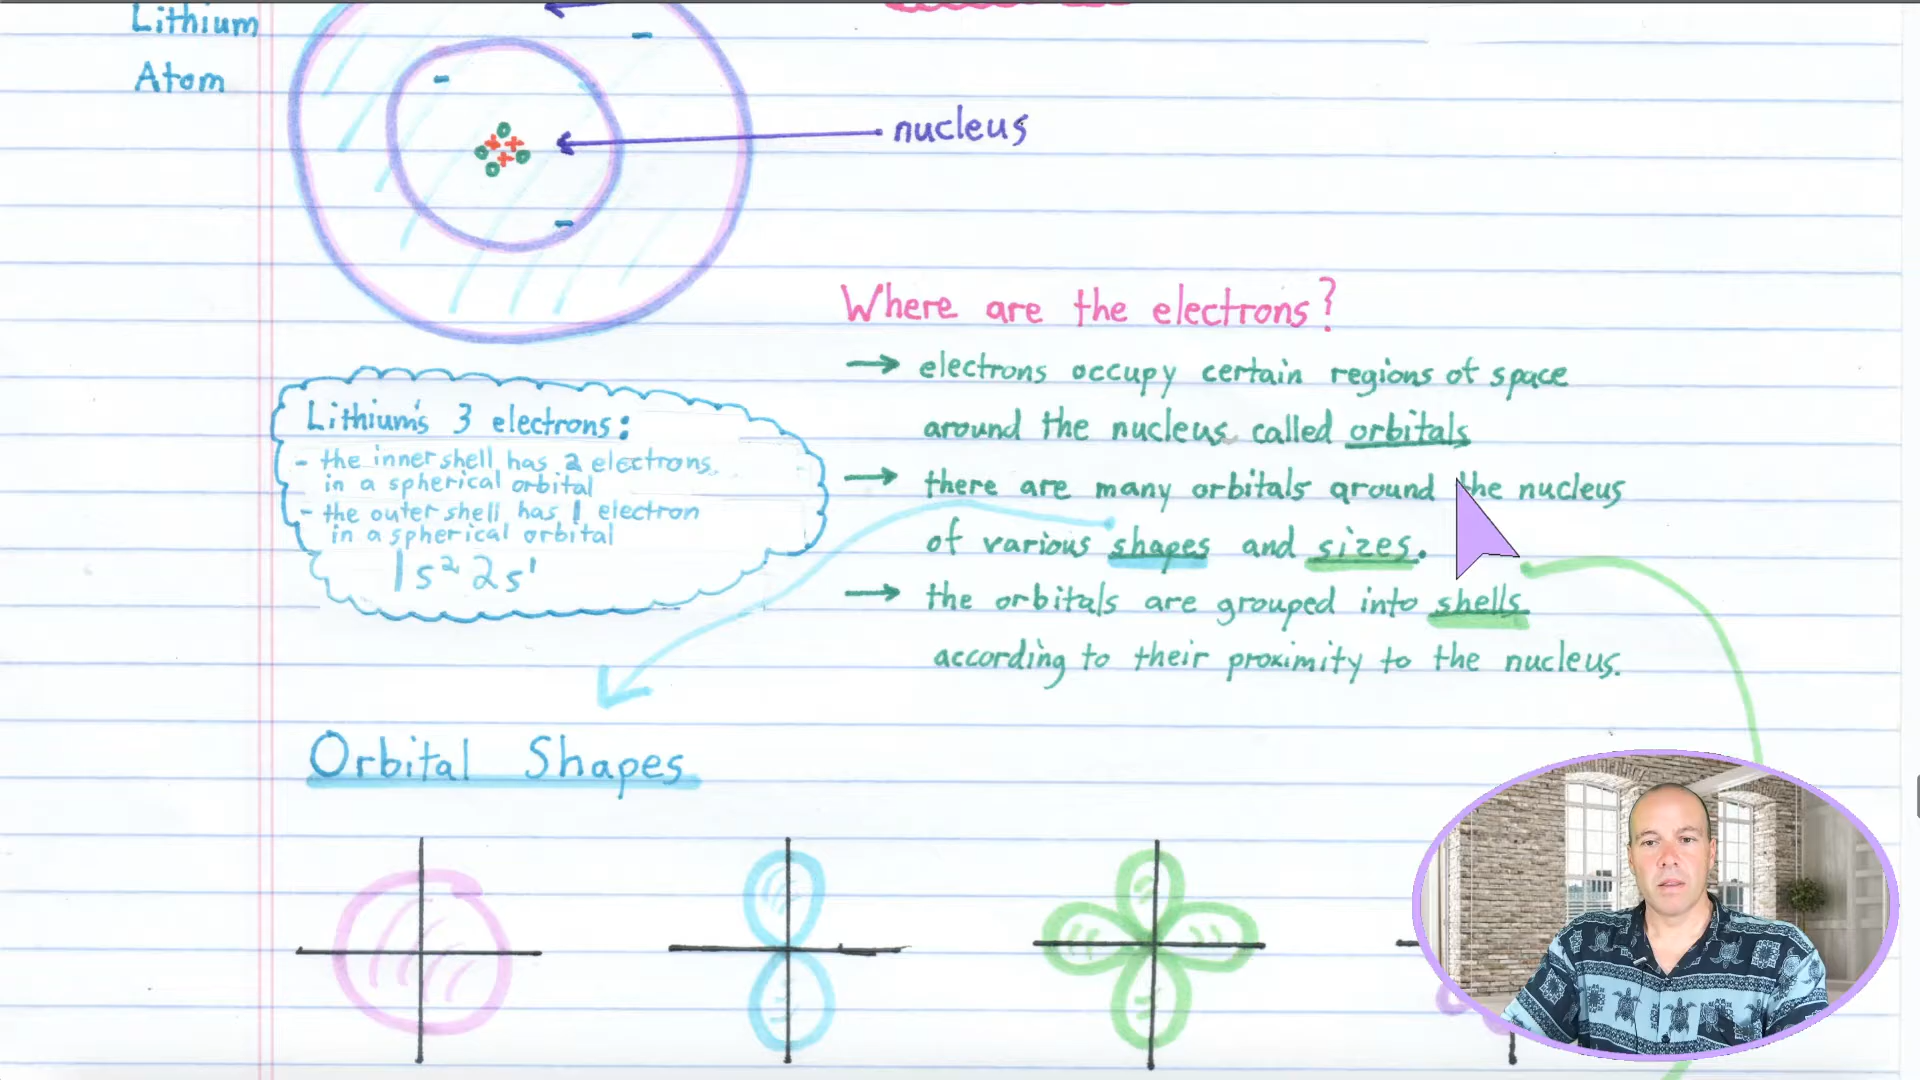 Lithium
Atom
nucleus
Where are the electrons?
→ electrons occupy certain regions of space
around the nucleus called orbitals
→ there are many orbitals around the nucleus
of various shapes and sizes.
→ the orbitals are grouped into shells
according to their proximity to the nucleus.
Lithium's 3 electrons:
- the inner shell has 2 electrons
in a spherical orbital
- the outer shell has 1 electron
in a spherical orbital
1s² 2s¹
Orbital Shapes